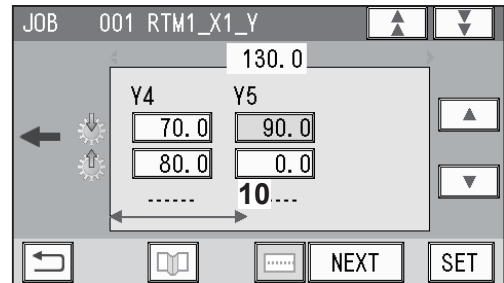 JOB 001 RTM1_X1_Y
130.0
Y4 Y5
70.0 90.0
80.0 0.0
------ 10----
NEXT SET